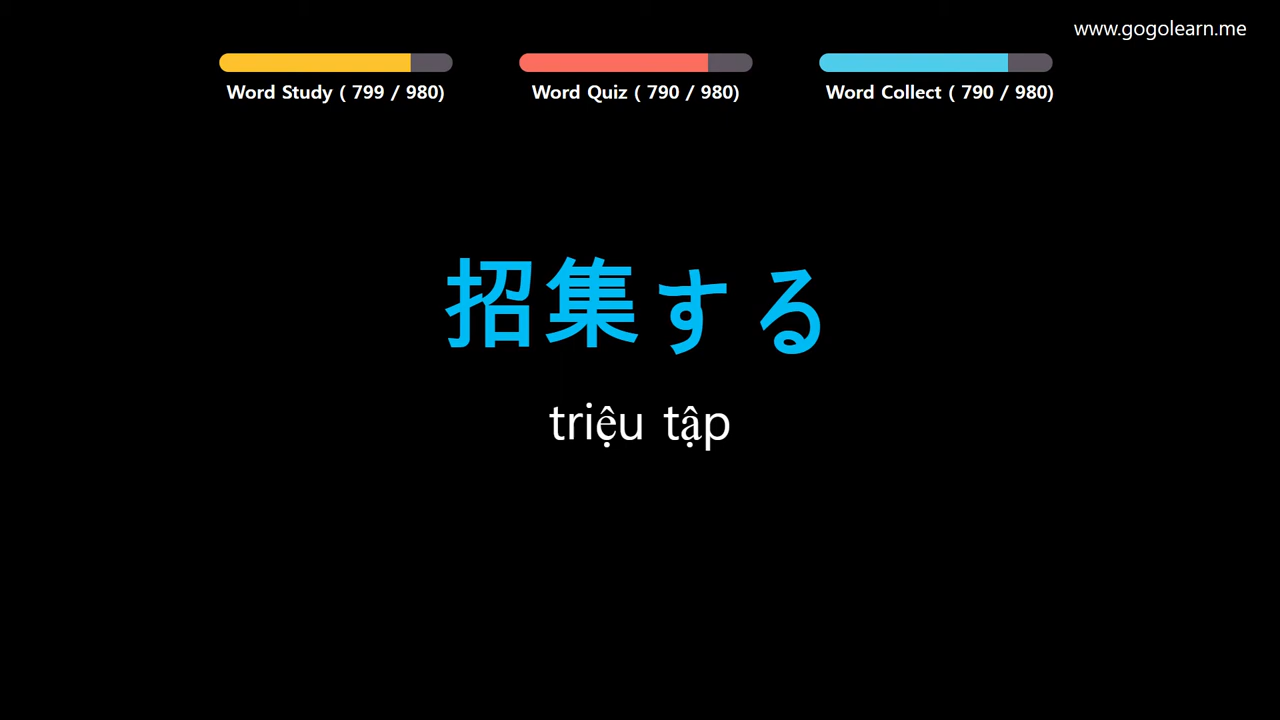 www.gogolearn.me
Word Study ( 799 / 980)
Word Quiz ( 790 / 980)
Word Collect ( 790 / 980)
招集する
triệu tập